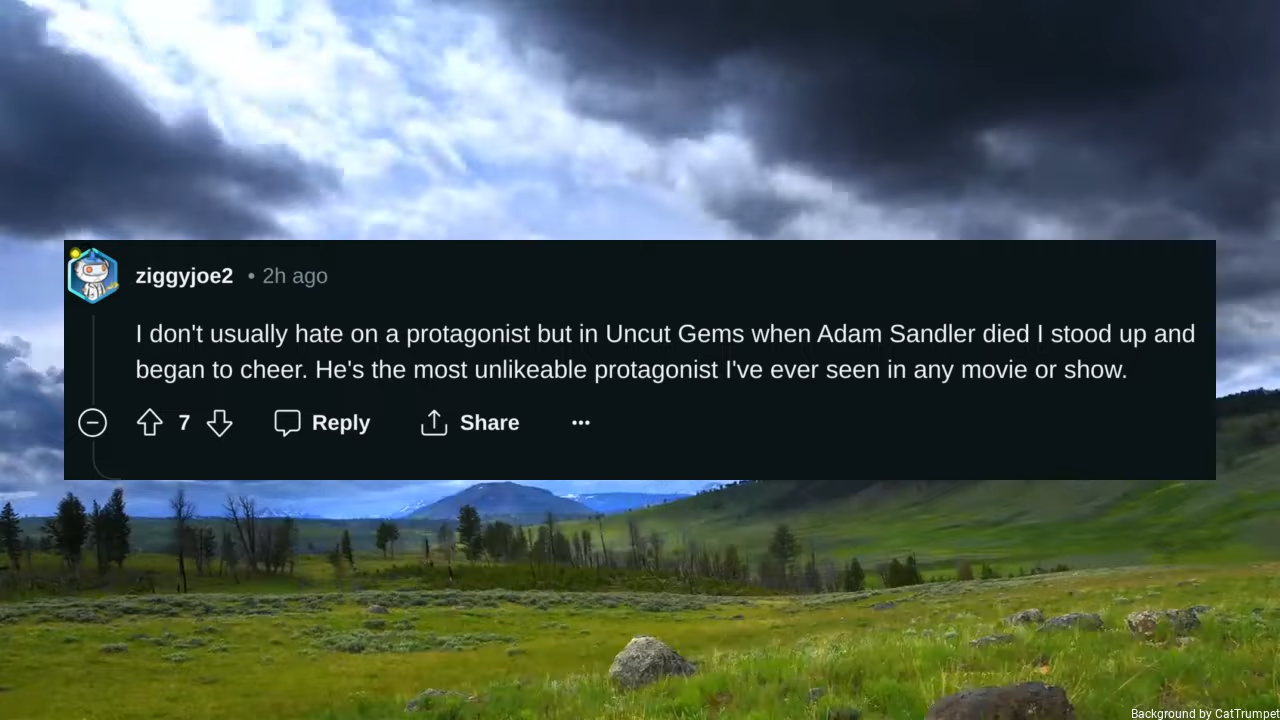 ziggyjoe2 • 2h ago
I don't usually hate on a protagonist but in Uncut Gems when Adam Sandler died I stood up and
began to cheer. He's the most unlikeable protagonist I've ever seen in any movie or show.
7 Reply Share ...
Background by CatTrumpet